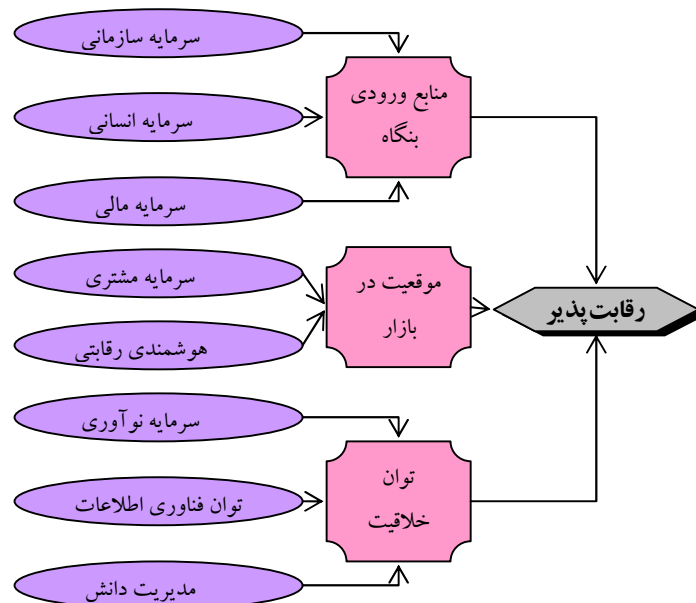 سرمایه سازمانی
سرمایه انسانی
سرمایه مالی
منابع ورودی
بنگاه
سرمایه مشتری
هوشمندی رقابتی
موقعیت در
بازار
رقابت‌پذیر
سرمایه نوآوری
توان فناوری اطلاعات
مدیریت دانش
توان
خلاقیت